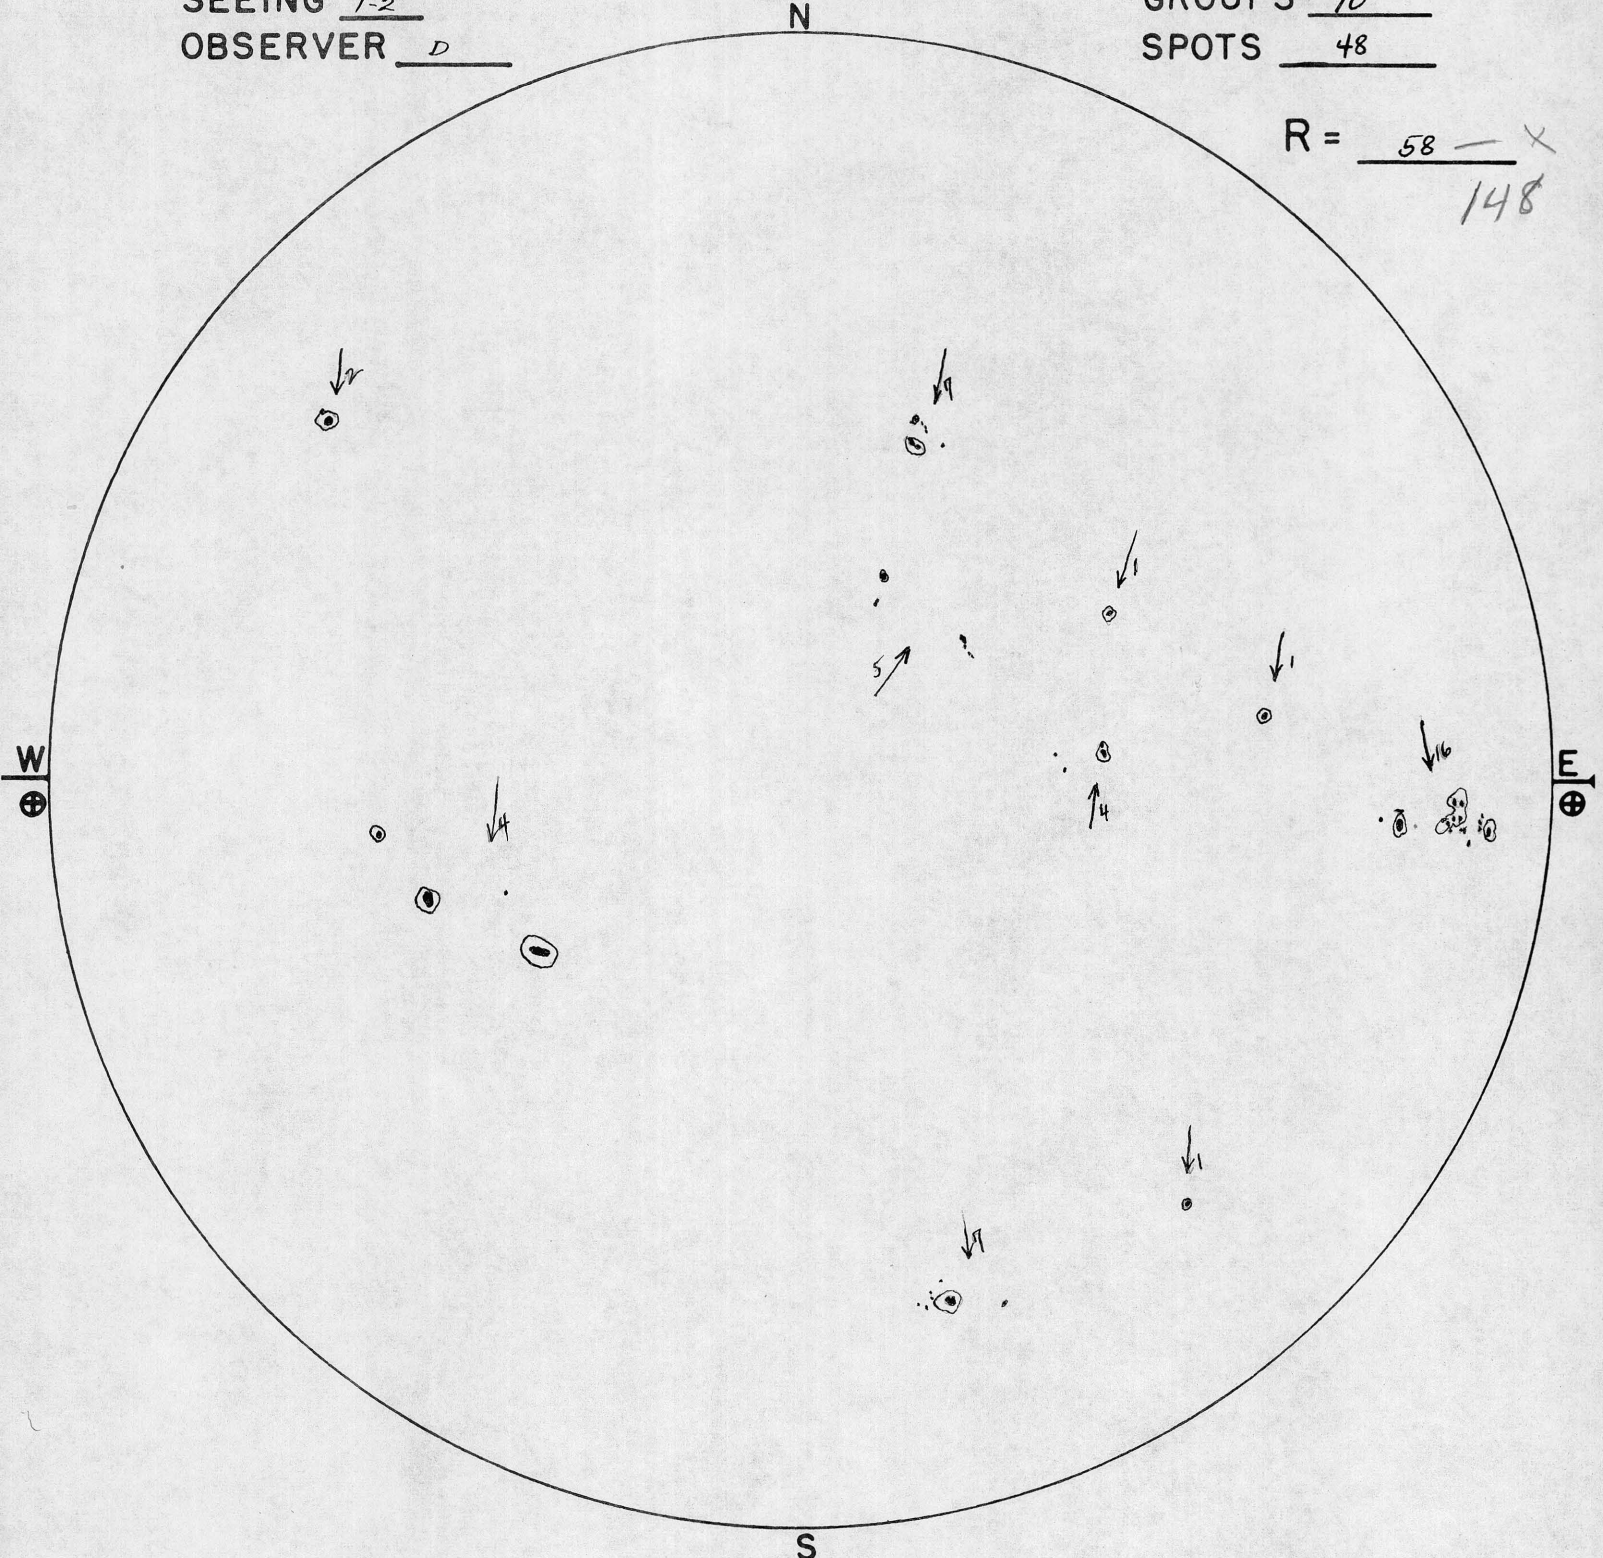 SEEING 1-2
GROUPS 10
N
OBSERVER D
SPOTS 48
R = 58 — X
148
2
7
1
5
1
W
E
16
4
4
1
7
S